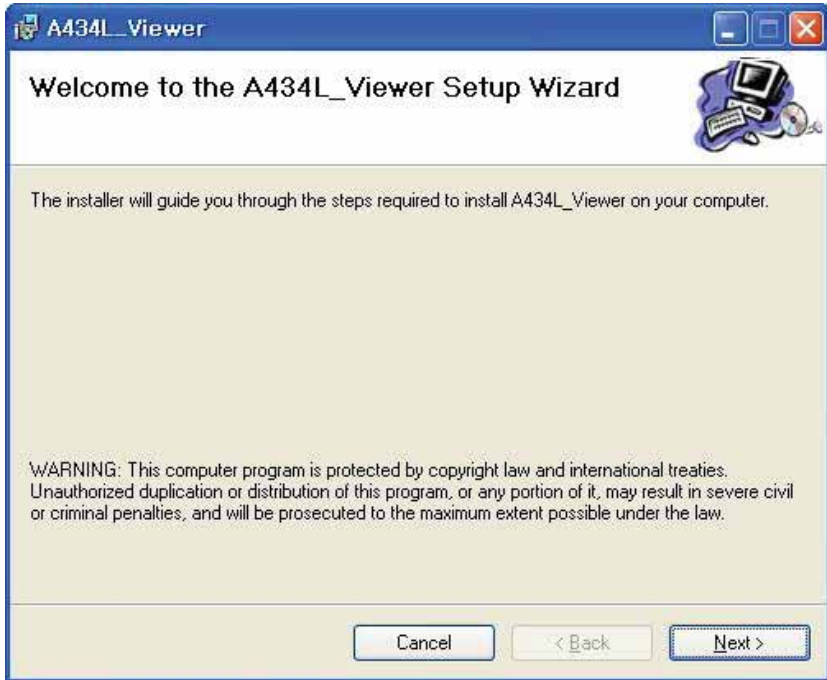 A434L_Viewer
Welcome to the A434L_Viewer Setup Wizard
The installer will guide you through the steps required to install A434L_Viewer on your computer.
WARNING: This computer program is protected by copyright law and international treaties.
Unauthorized duplication or distribution of this program, or any portion of it, may result in severe civil
or criminal penalties, and will be prosecuted to the maximum extent possible under the law.
Cancel < Back Next >